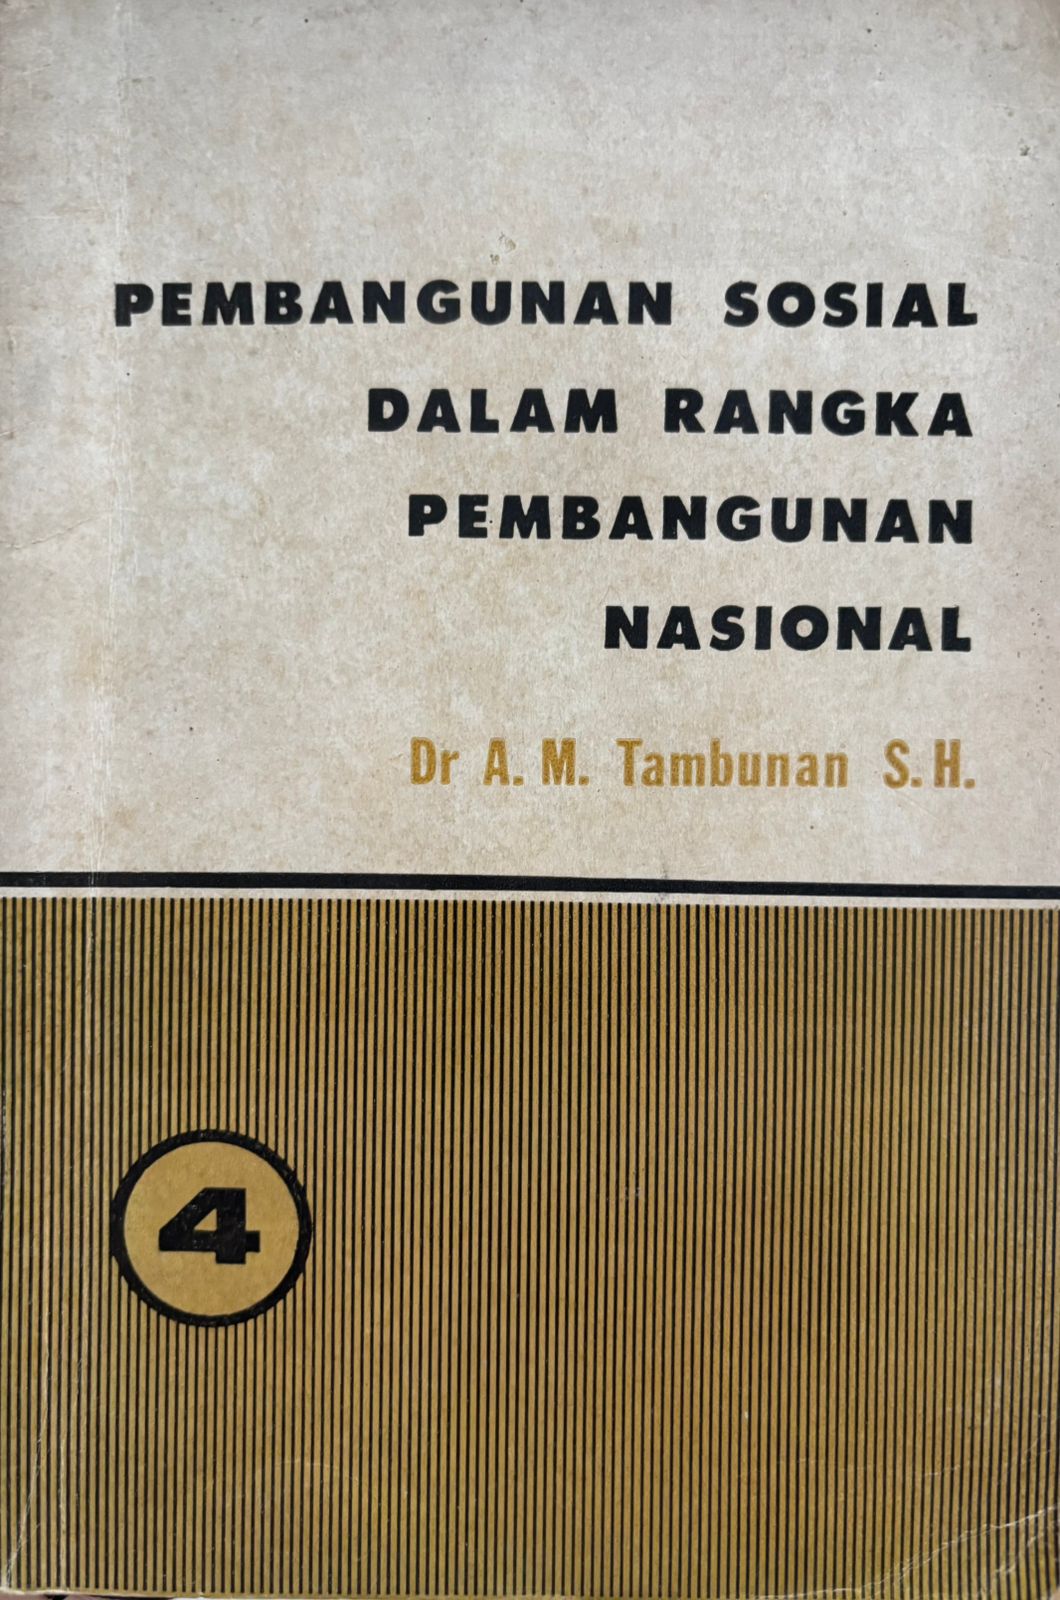 PEMBANGUNAN SOSIAL
DALAM RANGKA
PEMBANGUNAN
NASIONAL
Dr A. M. Tambunan S. H.
4